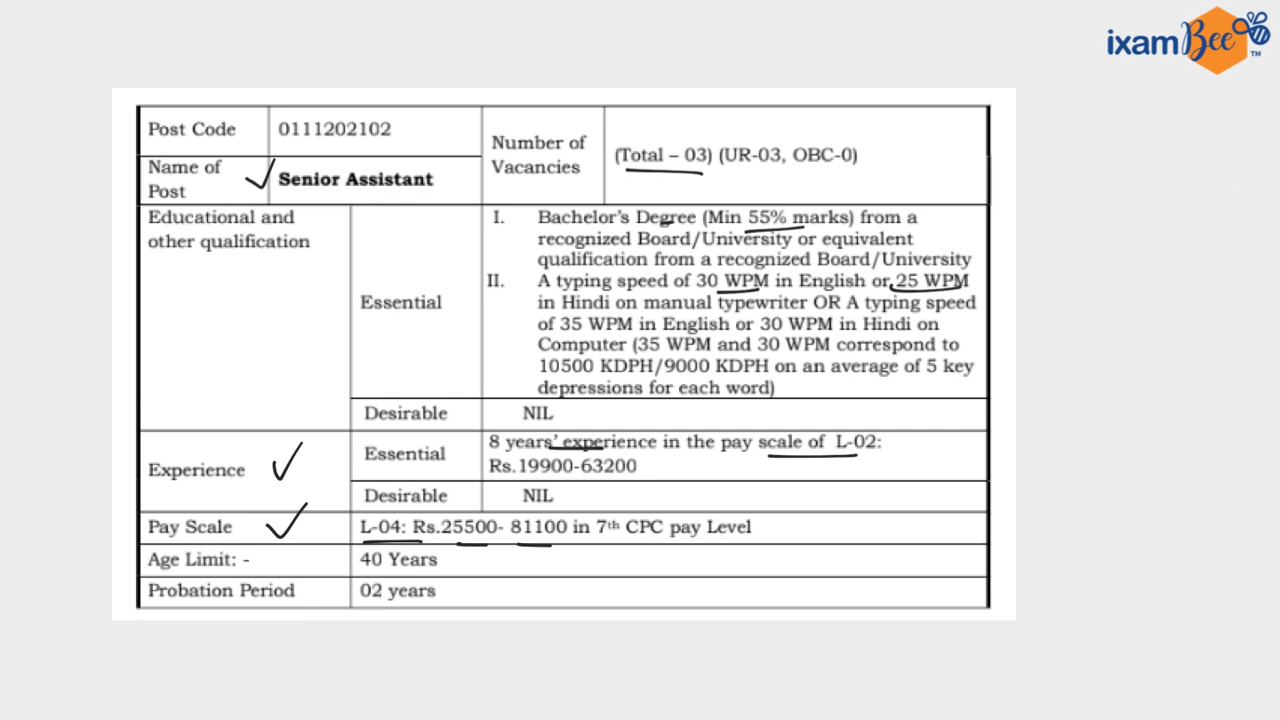 ixamBee
TM
Post Code
0111202102
Number of
Vacancies
(Total – 03) (UR-03, OBC-0)
Name of
Post
Senior Assistant
Educational and
other qualification
Essential
I. Bachelor's Degree (Min 55% marks) from a
recognized Board/University or equivalent
qualification from a recognized Board/University
II. A typing speed of 30 WPM in English or 25 WPM
in Hindi on manual typewriter OR A typing speed
of 35 WPM in English or 30 WPM in Hindi on
Computer (35 WPM and 30 WPM correspond to
10500 KDPH/9000 KDPH on an average of 5 key
depressions for each word)
Desirable
NIL
Experience
Essential
8 years' experience in the pay scale of L-02:
Rs.19900-63200
Desirable
NIL
Pay Scale
L-04: Rs.25500- 81100 in 7th CPC pay Level
Age Limit: -
40 Years
Probation Period
02 years